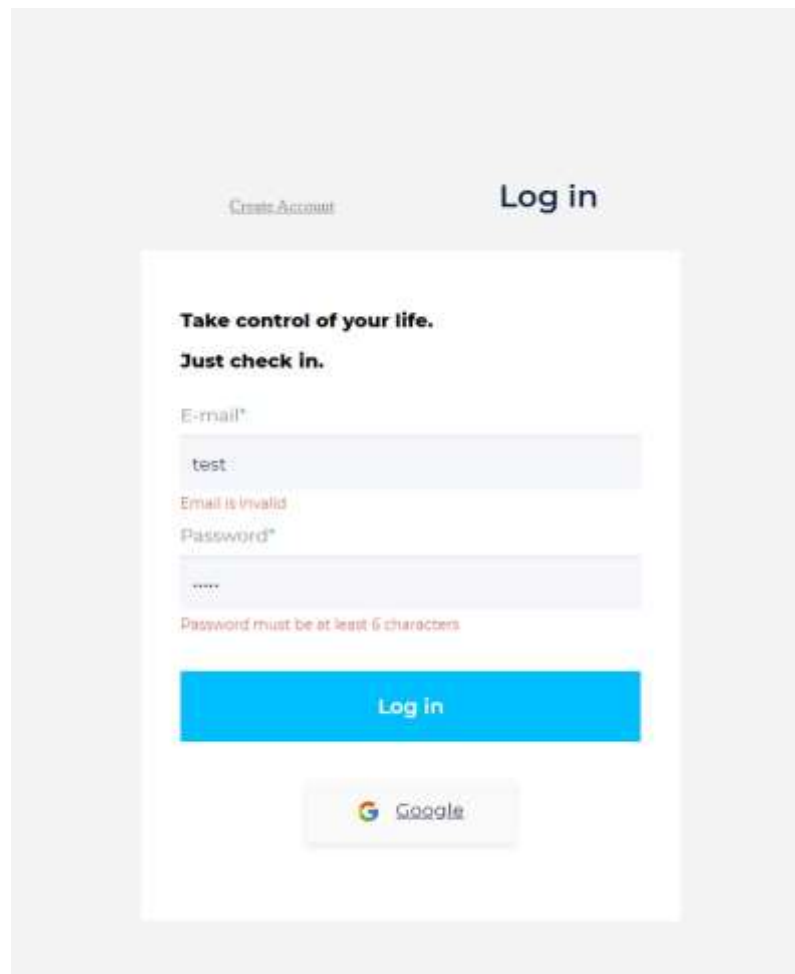 Create Account
Log in
Take control of your life.
Just check in.
E-mail*
test
Email is invalid
Password*
•••••
Password must be at least 6 characters
Log in
Google